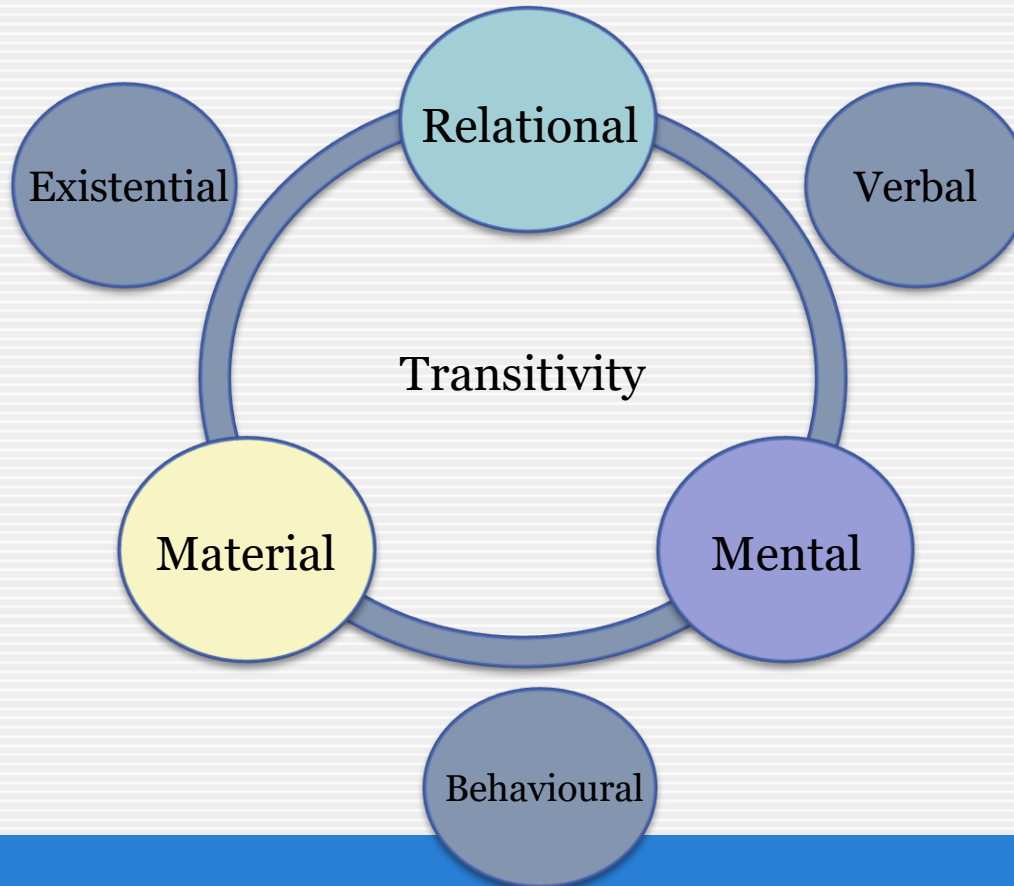 Relational
Existential
Verbal
Transitivity
Material
Mental
Behavioural